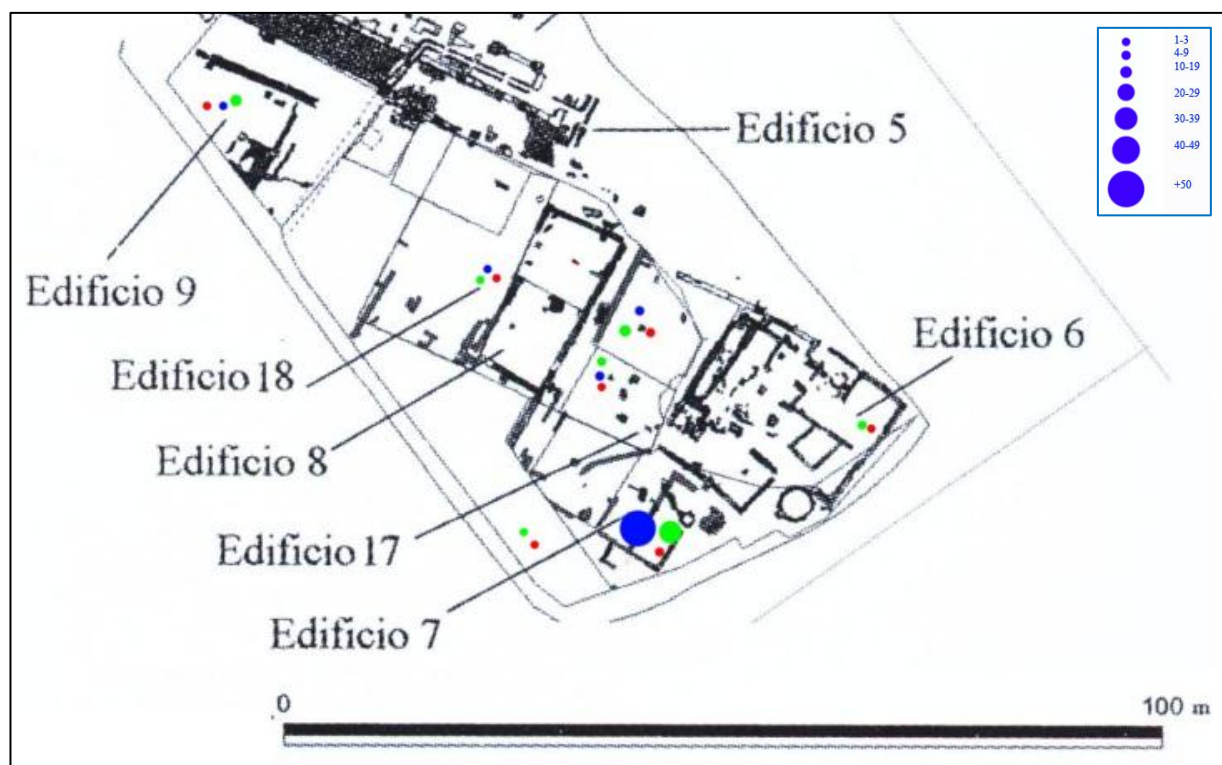 1-3
4-9
10-19
20-29
30-39
40-49
+50
Edificio 5
Edificio 9
Edificio 6
Edificio 18
Edificio 8
Edificio 17
Edificio 7
0
100 m